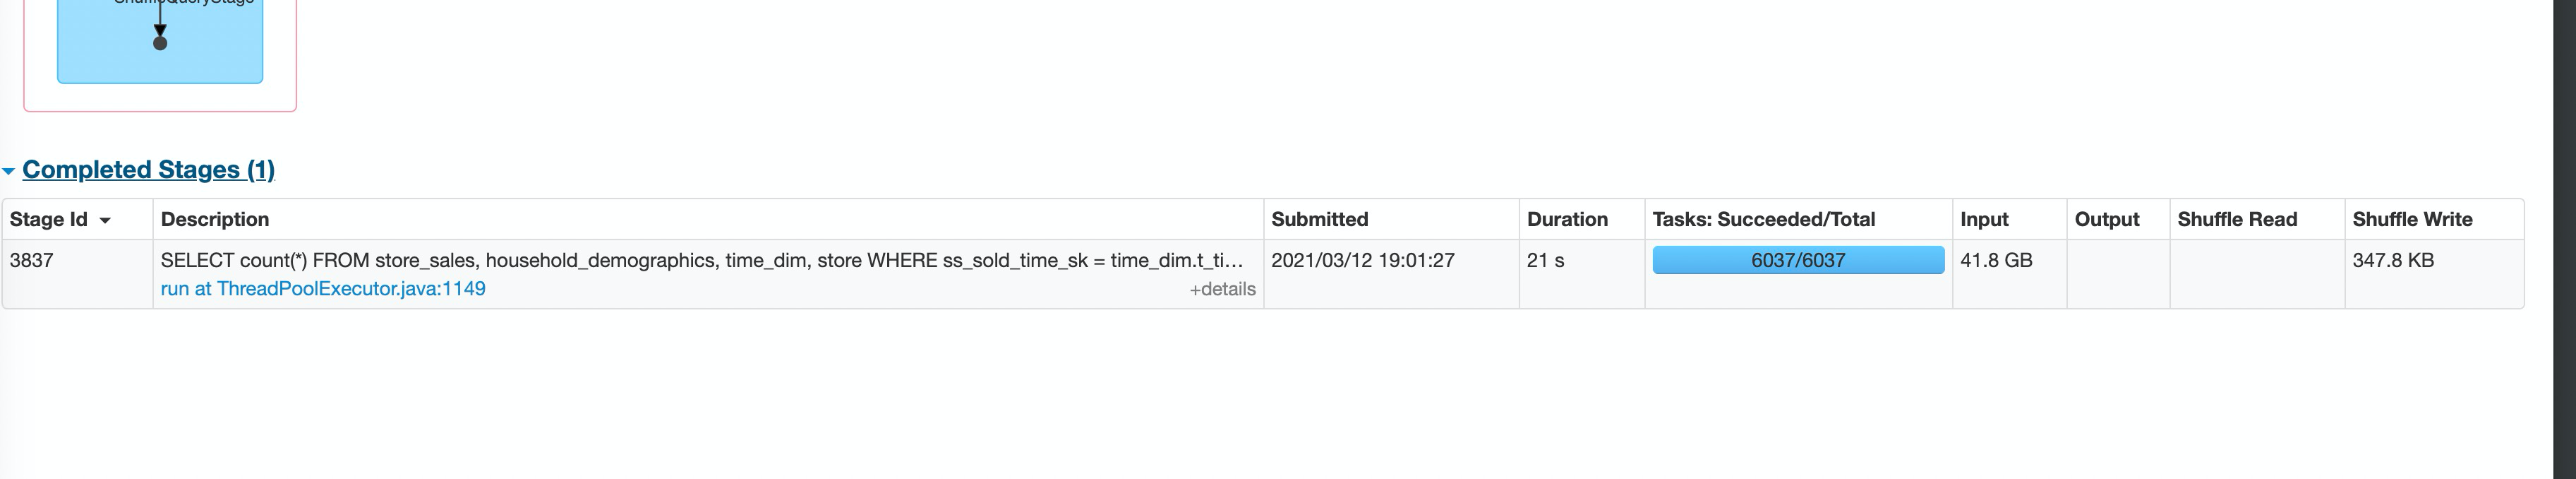 ShuffleQueryStage
Completed Stages (1)
Stage Id Description Submitted Duration Tasks: Succeeded/Total Input Output Shuffle Read Shuffle Write
3837 SELECT count(*) FROM store_sales, household_demographics, time_dim, store WHERE ss_sold_time_sk = time_dim.t_ti... 2021/03/12 19:01:27 21 s 6037/6037 41.8 GB 347.8 KB
run at ThreadPoolExecutor.java:1149 +details